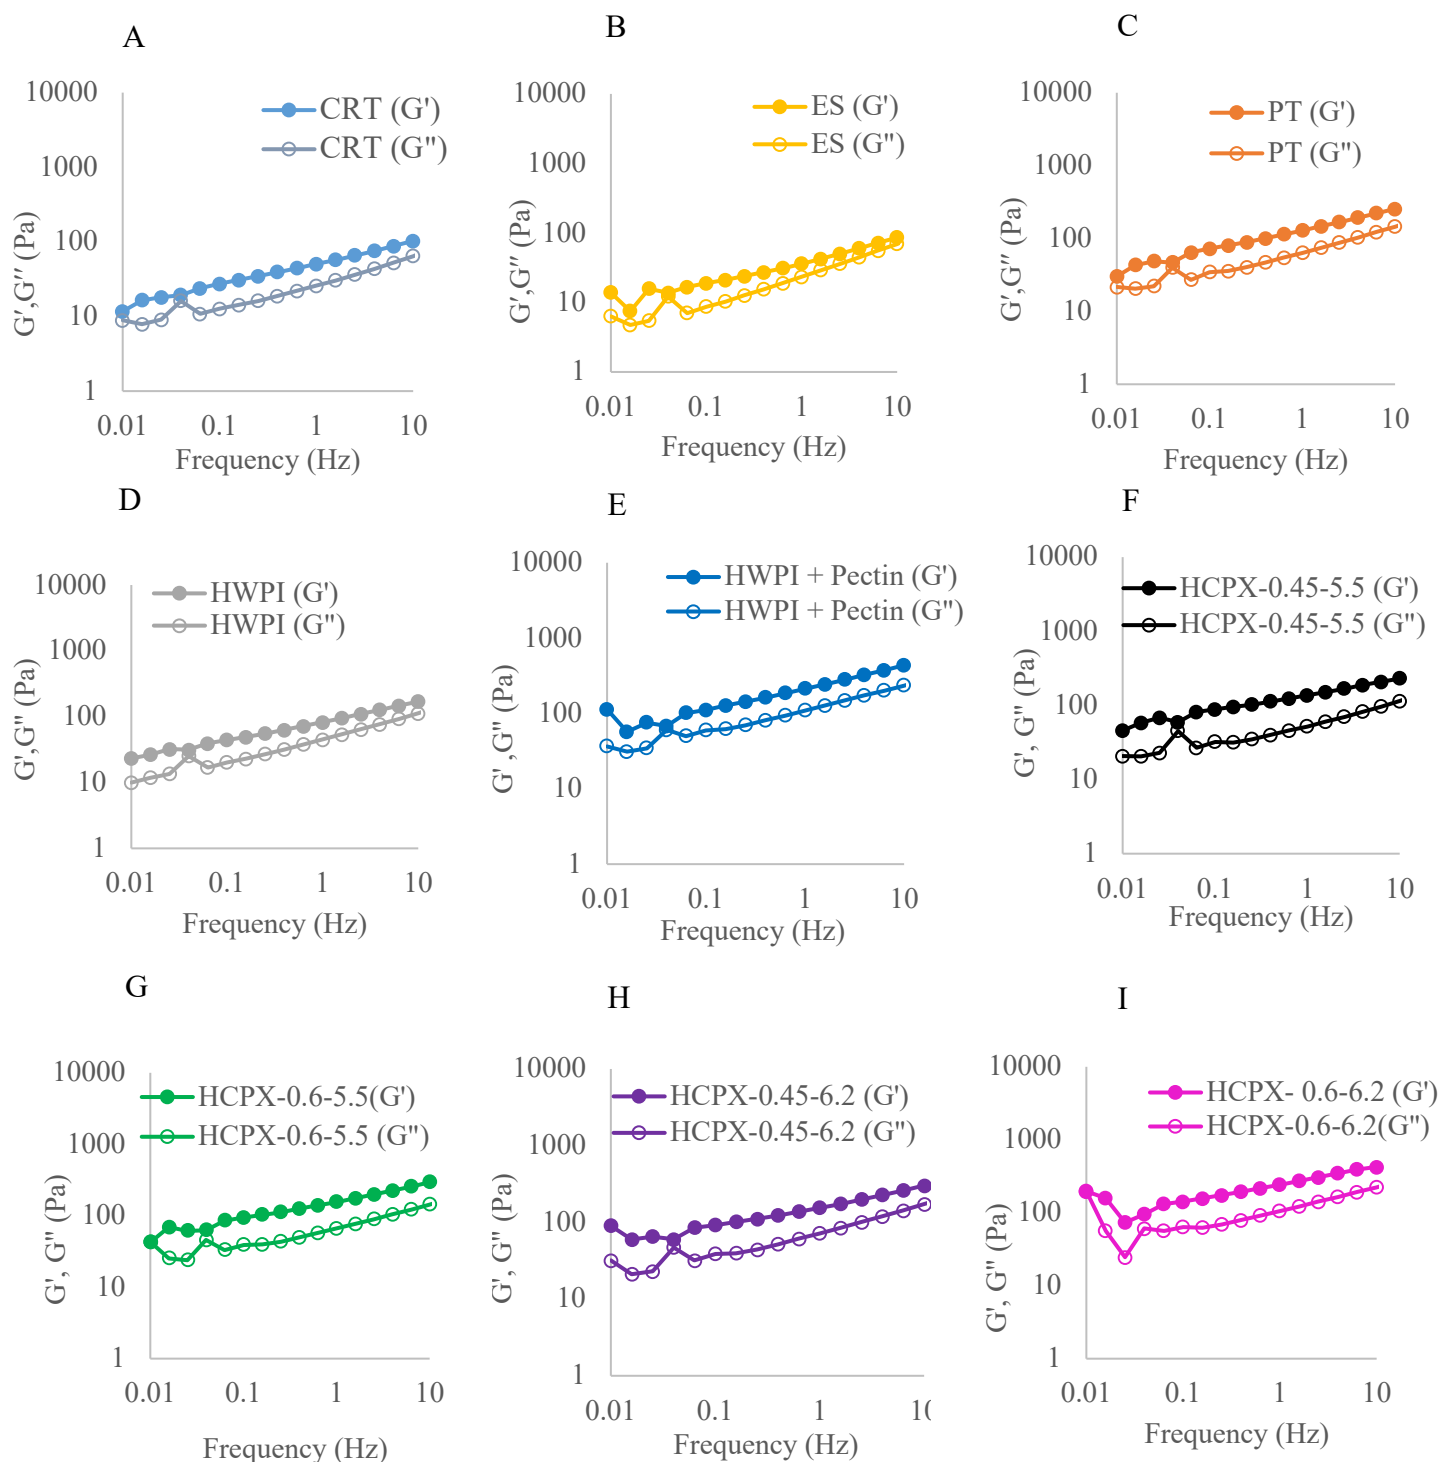 A
10000
1000
100
10
1
0.01 0.1 1 10
G',G'' (Pa)
Frequency (Hz)
CRT (G')
CRT (G")
B
10000
1000
100
10
1
0.01 0.1 1 10
G',G'' (Pa)
Frequency (Hz)
ES (G')
ES (G")
C
10000
1000
100
10
1
0.01 0.1 1 10
G',G'' (Pa)
Frequency (Hz)
PT (G')
PT (G")
D
10000
1000
100
10
1
0.01 0.1 1 10
G',G" (Pa)
Frequency (Hz)
HWPI (G')
HWPI (G")
E
10000
1000
100
10
1
0.01 0.1 1 10
G' ,G" (Pa)
Frequency (Hz)
HWPI + Pectin (G')
HWPI + Pectin (G")
F
10000
1000
100
10
1
0.01 0.1 1 10
G', G" (Pa)
Frequency (Hz)
HCPX-0.45-5.5 (G')
HCPX-0.45-5.5 (G")
G
10000
1000
100
10
1
0.01 0.1 1 10
G', G" (Pa)
Frequency (Hz)
HCPX-0.6-5.5(G')
HCPX-0.6-5.5 (G")
H
10000
1000
100
10
1
0.01 0.1 1 10
G', G" (Pa)
Frequency (Hz)
HCPX-0.45-6.2 (G')
HCPX-0.45-6.2 (G")
I
10000
1000
100
10
1
0.01 0.1 1 10
G', G" (Pa)
Frequency (Hz)
HCPX- 0.6-6.2 (G')
HCPX-0.6-6.2(G")